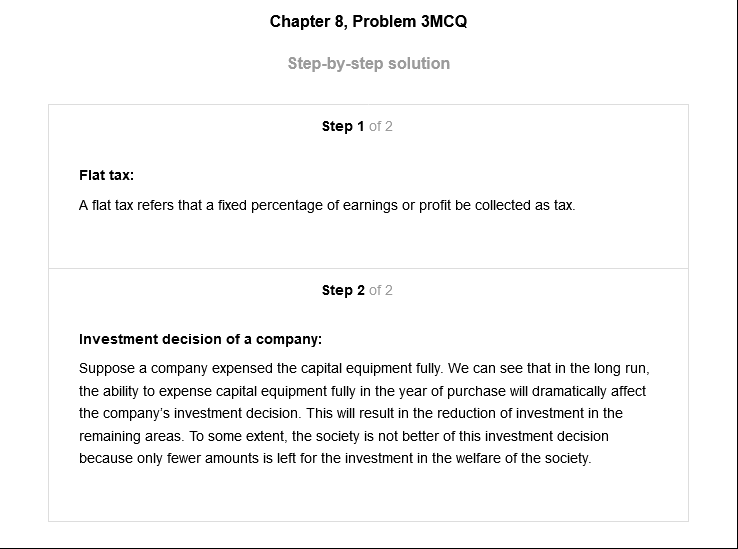 Chapter 8, Problem 3MCQ
Step-by-step solution
Step 1 of 2
Flat tax:
A flat tax refers that a fixed percentage of earnings or profit be collected as tax.
Step 2 of 2
Investment decision of a company:
Suppose a company expensed the capital equipment fully. We can see that in the long run,
the ability to expense capital equipment fully in the year of purchase will dramatically affect
the company's investment decision. This will result in the reduction of investment in the
remaining areas. To some extent, the society is not better of this investment decision
because only fewer amounts is left for the investment in the welfare of the society.